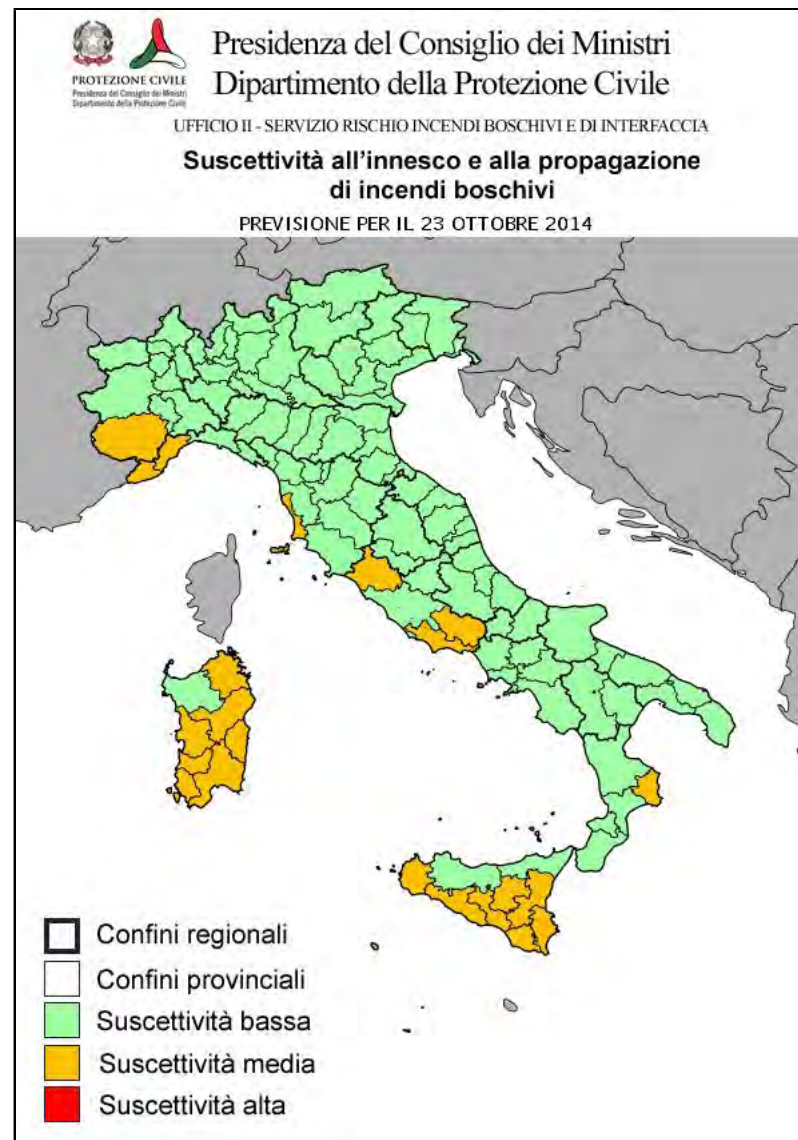 PROTEZIONE CIVILE
Presidenza del Consiglio dei Ministri
Dipartimento della Protezione Civile
Presidenza del Consiglio dei Ministri
Dipartimento della Protezione Civile
UFFICIO II - SERVIZIO RISCHIO INCENDI BOSCHIVI E DI INTERFACCIA
Suscettività all'innesco e alla propagazione
di incendi boschivi
PREVISIONE PER IL 23 OTTOBRE 2014
Confini regionali
Confini provinciali
Suscettività bassa
Suscettività media
Suscettività alta